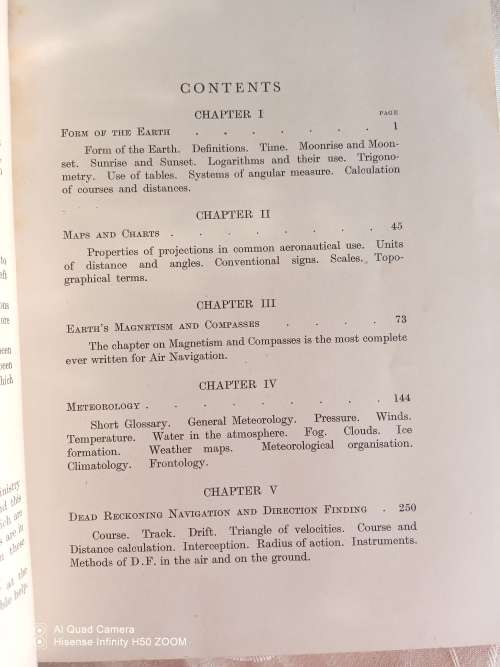 CONTENTS
CHAPTER I
PAGE
FORM OF THE EARTH . . . . . . . 1
Form of the Earth. Definitions. Time. Moonrise and Moon-
set. Sunrise and Sunset. Logarithms and their use. Trigono-
metry. Use of tables. Systems of angular measure. Calculation
of courses and distances.
CHAPTER II
MAPS AND CHARTS . . . . . . . . 45
Properties of projections in common aeronautical use. Units
of distance and angles. Conventional signs. Scales. Topo-
graphical terms.
CHAPTER III
EARTH'S MAGNETISM AND COMPASSES . . . . 73
The chapter on Magnetism and Compasses is the most complete
ever written for Air Navigation.
CHAPTER IV
METEOROLOGY . . . . . . . . . 144
Short Glossary. General Meteorology. Pressure. Winds.
Temperature. Water in the atmosphere. Fog. Clouds. Ice
formation. Weather maps. Meteorological organisation.
Climatology. Frontology.
CHAPTER V
DEAD RECKONING NAVIGATION AND DIRECTION FINDING . 250
Course. Track. Drift. Triangle of velocities. Course and
Distance calculation. Interception. Radius of action. Instruments.
Methods of D.F. in the air and on the ground.
AI Quad Camera
Hisense Infinity H50 ZOOM